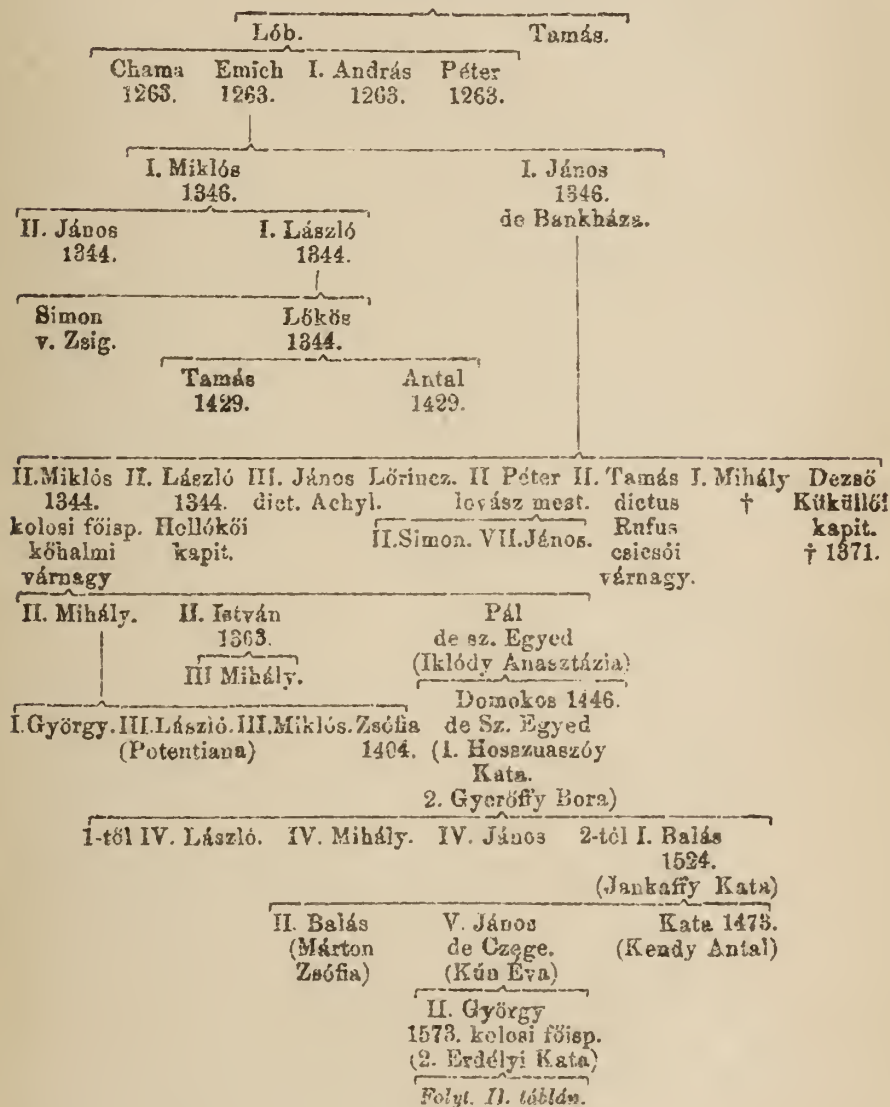 Lób. Tamás.
Chama Emich I. András Péter
1263. 1263. 1263. 1263.
I. Miklós I. János
1346. 1346.
de Bankháza.
II. János I. László
1344. 1344.
Simon Lőkös
v. Zsig. 1344.
Tamás Antal
1429. 1429.
II.Miklós II. László III. János Lőrincz. II Péter II. Tamás I. Mihály Dezső
1344. 1344. dict. Achyl. lovász mest. dictus † Küküllői
kolosi főisp. Hollókői Rufus kapit.
kőhalmi kapit. II.Simon. VII.János. csicsói † 1371.
várnagy várnagy.
II. Mihály. II. István Pál
1363. de sz. Egyed
III Mihály. (Iklódy Anasztázia)
Domokos 1446.
I.György.III.László.III.Miklós.Zsófia de Sz. Egyed
(Potentiana) 1404. (1. Hosszuaszóy
Kata.
2. Gyerőffy Bora)
1-től IV. László. IV. Mihály. IV. János 2-tól I. Balás
1524.
(Jankaffy Kata)
II. Balás V. János Kata 1473.
(Márton de Czege. (Kendy Antal)
Zsófia) (Kún Éva)
II. György
1573. kolosi főisp.
(2. Erdélyi Kata)
Folyt. II. táblán.